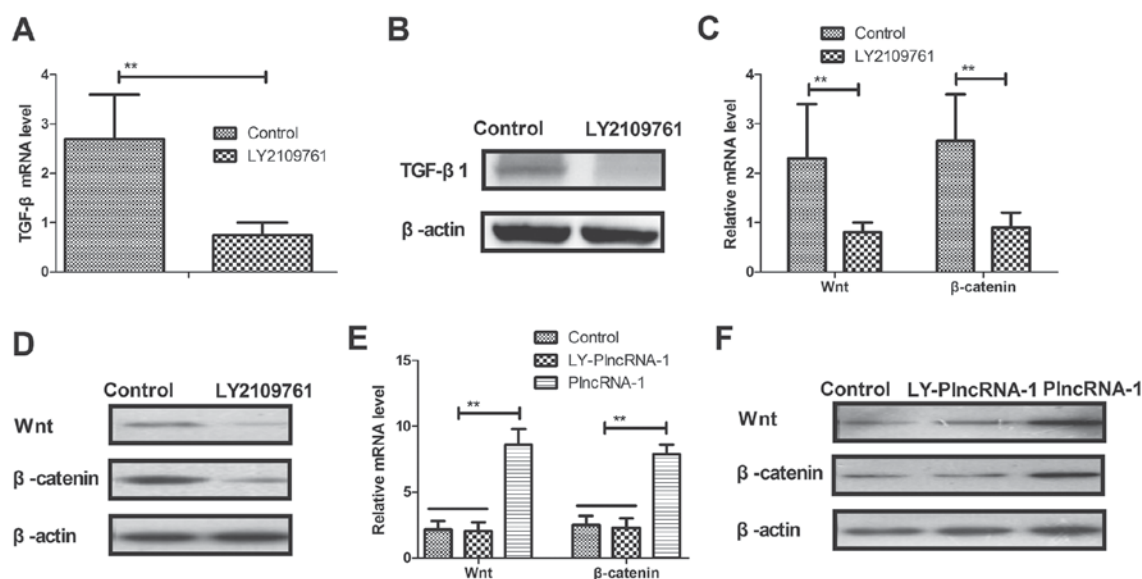 A
**
TGF-β mRNA level
4
3
2
1
0
Control
LY2109761
B
Control LY2109761
TGF-β 1
β -actin
C
Control
LY2109761
Relative mRNA level
4
3
2
1
0
**
**
Wnt β-catenin
D
Control LY2109761
Wnt
β -catenin
β -actin
E
Control
LY-PlncRNA-1
PlncRNA-1
Relative mRNA level
15
10
5
0
**
**
Wnt β-catenin
F
Control LY-PlncRNA-1 PlncRNA-1
Wnt
β -catenin
β -actin